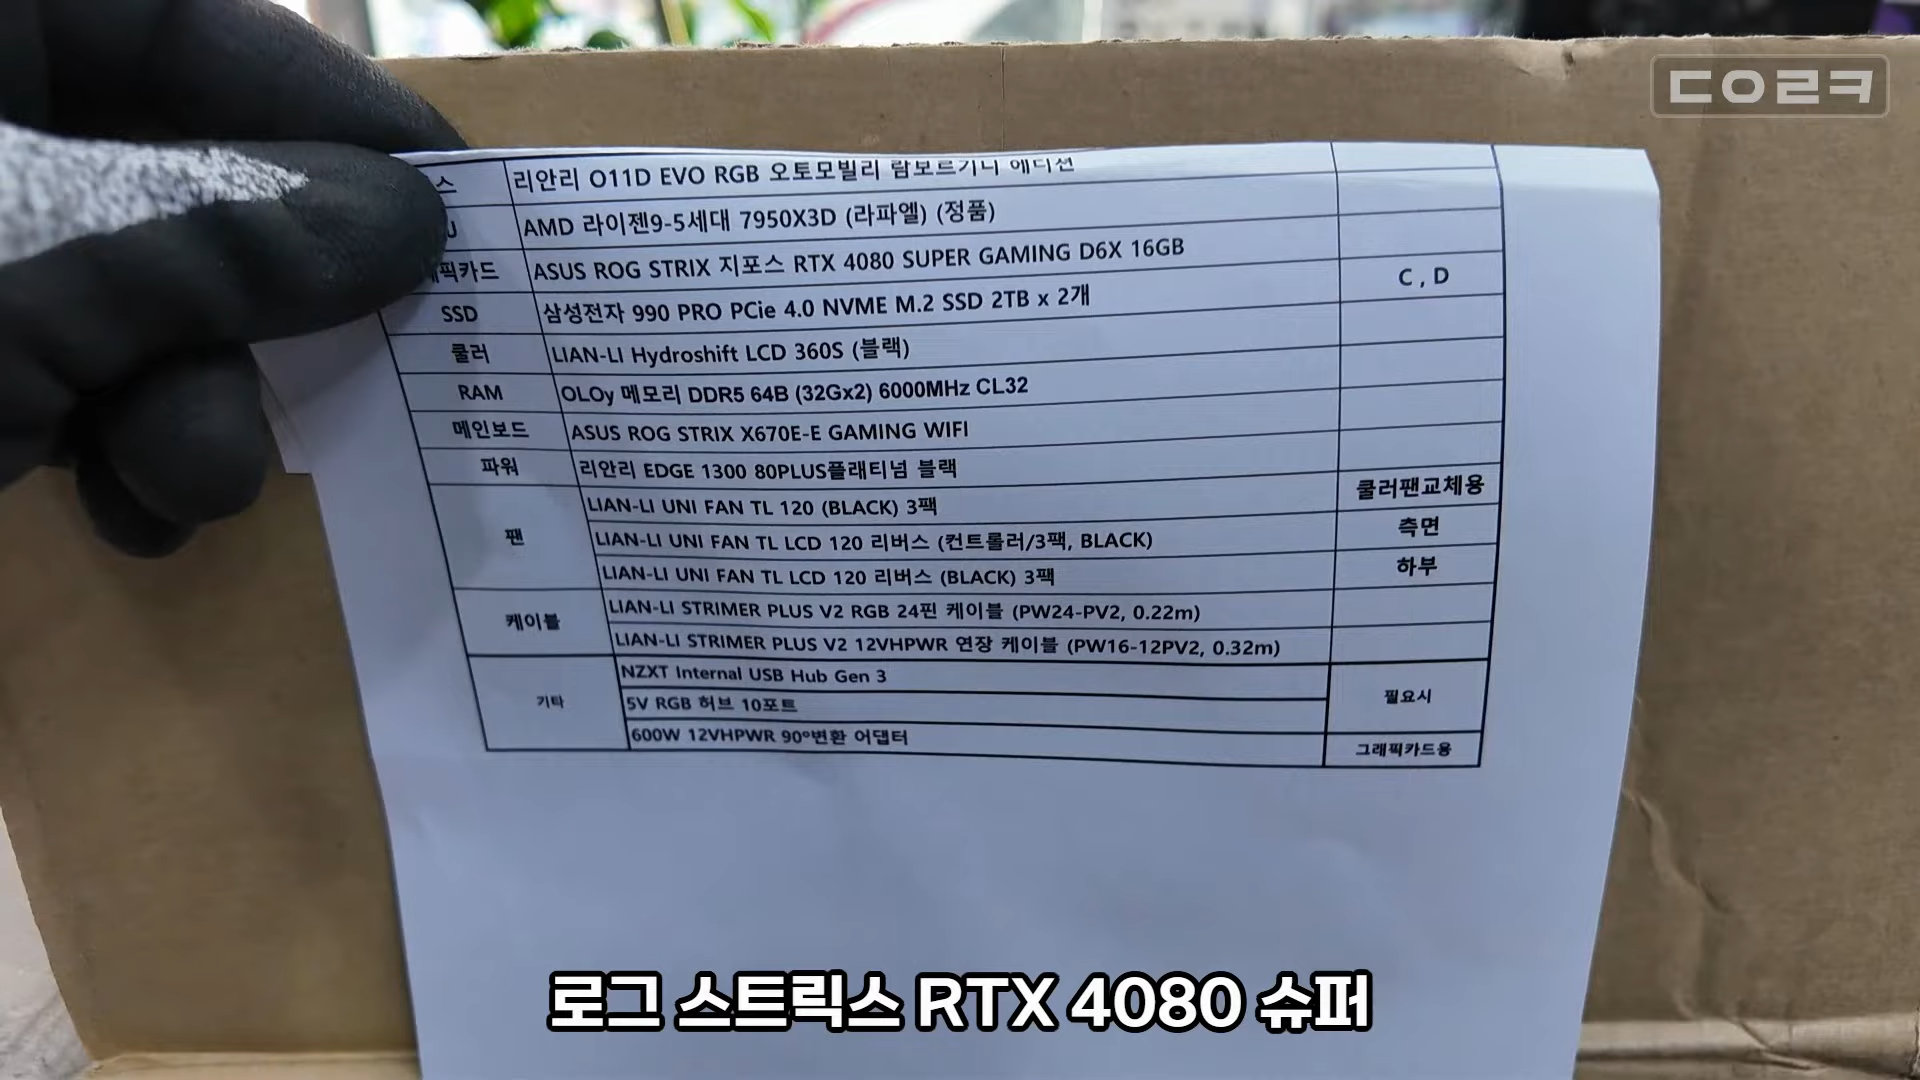 ㄷㅇㄹㅋ
스 리안리 O11D EVO RGB 오토모빌리 람보르기니 에디션
U AMD 라이젠9-5세대 7950X3D (라파엘) (정품)
래픽카드 ASUS ROG STRIX 지포스 RTX 4080 SUPER GAMING D6X 16GB
SSD 삼성전자 990 PRO PCie 4.0 NVME M.2 SSD 2TB x 2개 C , D
쿨러 LIAN-LI Hydroshift LCD 360S (블랙)
RAM OLOy 메모리 DDR5 64B (32Gx2) 6000MHz CL32
메인보드 ASUS ROG STRIX X670E-E GAMING WIFI
파워 리안리 EDGE 1300 80PLUS플래티넘 블랙
팬 LIAN-LI UNI FAN TL 120 (BLACK) 3팩 쿨러팬교체용
LIAN-LI UNI FAN TL LCD 120 리버스 (컨트롤러/3팩, BLACK) 측면
LIAN-LI UNI FAN TL LCD 120 리버스 (BLACK) 3팩 하부
케이블 LIAN-LI STRIMER PLUS V2 RGB 24핀 케이블 (PW24-PV2, 0.22m)
LIAN-LI STRIMER PLUS V2 12VHPWR 연장 케이블 (PW16-12PV2, 0.32m)
기타 NZXT Internal USB Hub Gen 3 필요시
5V RGB 허브 10포트
600W 12VHPWR 90º변환 어댑터 그래픽카드용
로그 스트릭스 RTX 4080 슈퍼